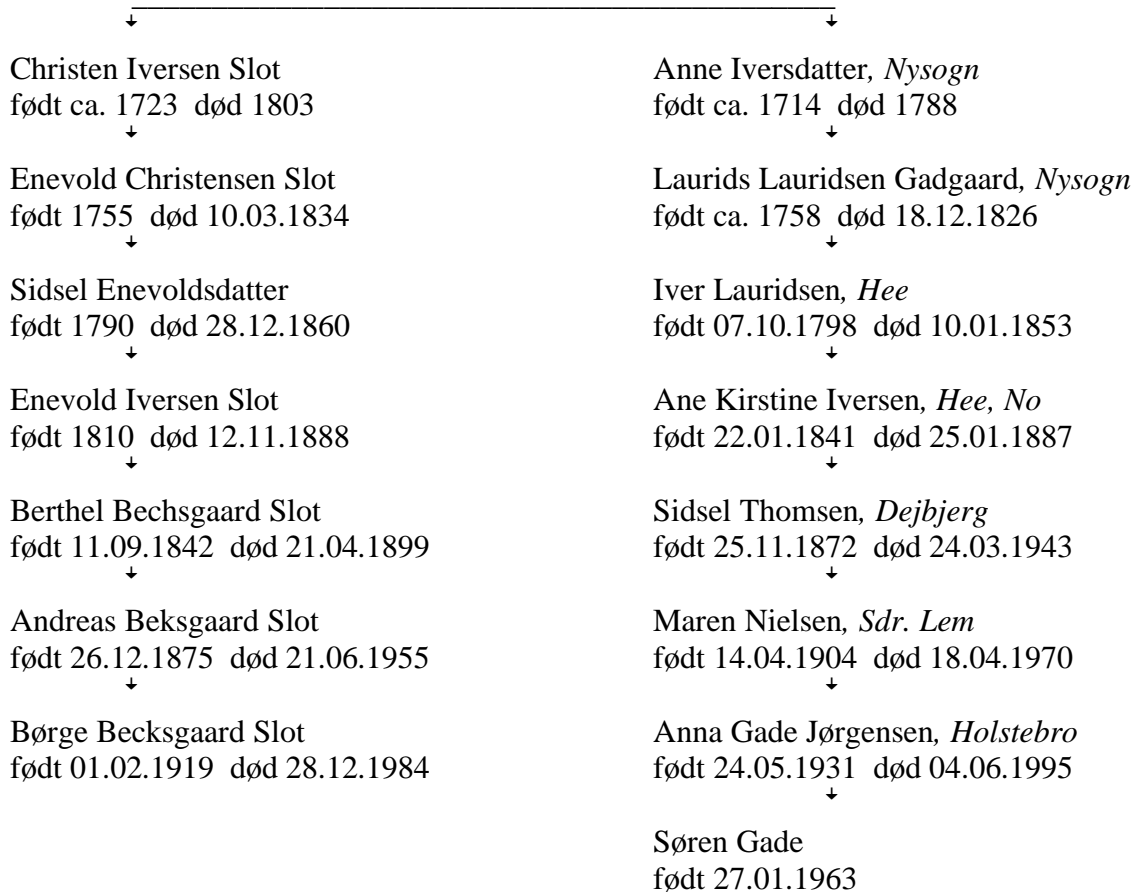 Christen Iversen Slot
født ca. 1723 død 1803
Enevold Christensen Slot
født 1755 død 10.03.1834
Sidsel Enevoldsdatter
født 1790 død 28.12.1860
Enevold Iversen Slot
født 1810 død 12.11.1888
Berthel Bechsgaard Slot
født 11.09.1842 død 21.04.1899
Andreas Beksgaard Slot
født 26.12.1875 død 21.06.1955
Børge Becksgaard Slot
født 01.02.1919 død 28.12.1984
Anne Iversdatter, Nysogn
født ca. 1714 død 1788
Laurids Lauridsen Gadgaard, Nysogn
født ca. 1758 død 18.12.1826
Iver Lauridsen, Hee
født 07.10.1798 død 10.01.1853
Ane Kirstine Iversen, Hee, No
født 22.01.1841 død 25.01.1887
Sidsel Thomsen, Dejbjerg
født 25.11.1872 død 24.03.1943
Maren Nielsen, Sdr. Lem
født 14.04.1904 død 18.04.1970
Anna Gade Jørgensen, Holstebro
født 24.05.1931 død 04.06.1995
Søren Gade
født 27.01.1963